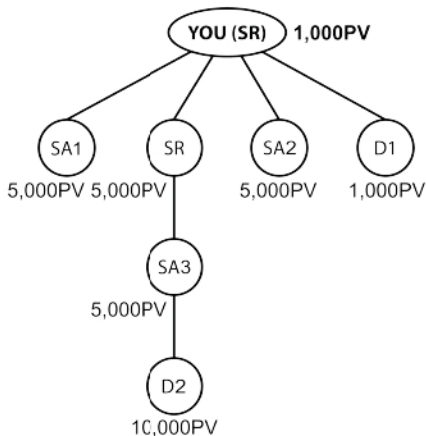 YOU (SR) 1,000PV
SA1 SR SA2 D1
5,000PV 5,000PV 5,000PV 1,000PV
SA3
5,000PV
D2
10,000PV